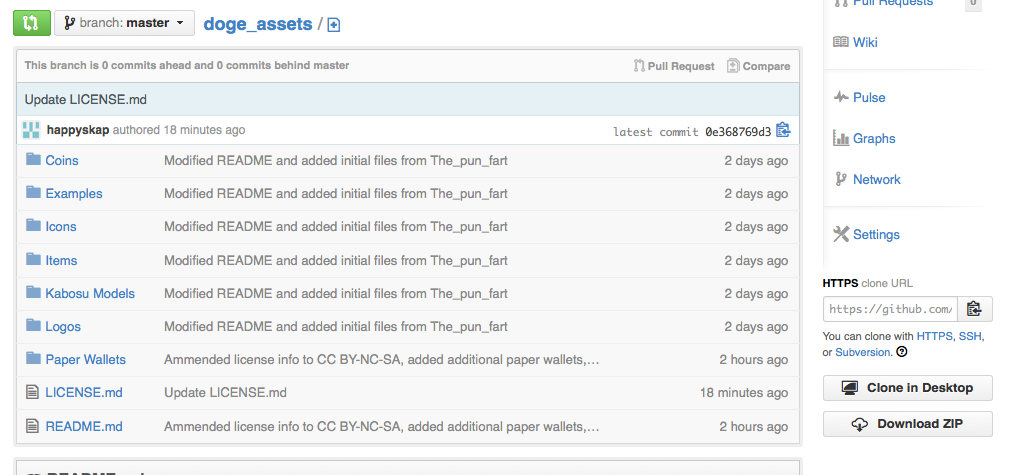 branch: master
doge_assets /
This branch is 0 commits ahead and 0 commits behind master
Pull Request
Compare
Update LICENSE.md
happyskap authored 18 minutes ago
latest commit 0e368769d3
Coins Modified README and added initial files from The_pun_fart 2 days ago
Examples Modified README and added initial files from The_pun_fart 2 days ago
Icons Modified README and added initial files from The_pun_fart 2 days ago
Items Modified README and added initial files from The_pun_fart 2 days ago
Kabosu Models Modified README and added initial files from The_pun_fart 2 days ago
Logos Modified README and added initial files from The_pun_fart 2 days ago
Paper Wallets Ammended license info to CC BY-NC-SA, added additional paper wallets,… 2 hours ago
LICENSE.md Update LICENSE.md 18 minutes ago
README.md Ammended license info to CC BY-NC-SA, added additional paper wallets,… 2 hours ago
Pull Requests 0
Wiki
Pulse
Graphs
Network
Settings
HTTPS clone URL
https://github.com/
You can clone with HTTPS, SSH,
or Subversion.
Clone in Desktop
Download ZIP